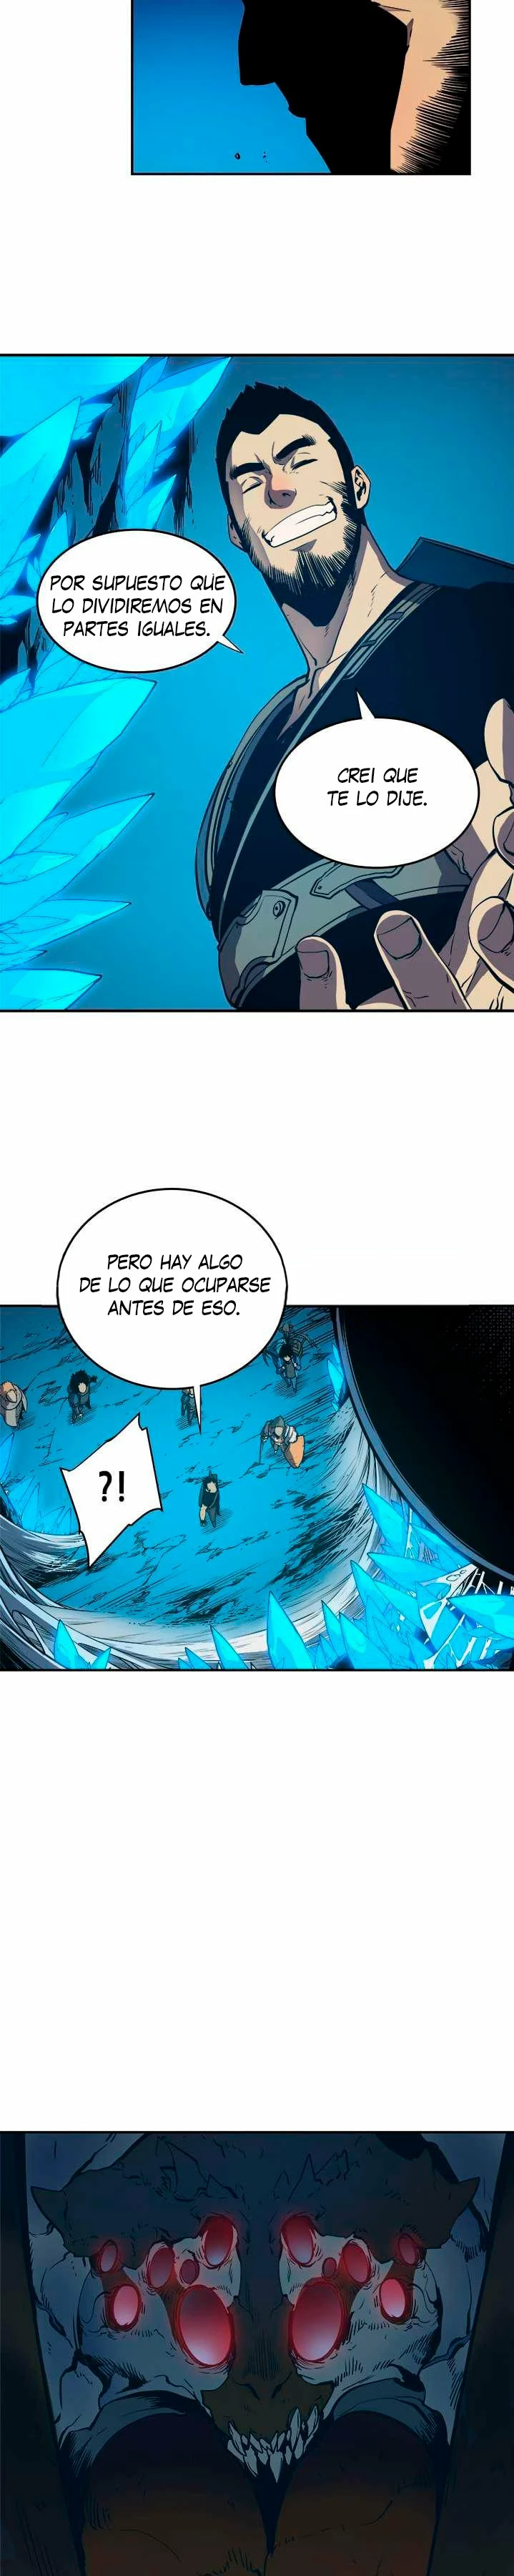 POR SUPUESTO QUE
LO DIVIDIREMOS EN
PARTES IGUALES.
CREI QUE
TE LO DIJE.
PERO HAY ALGO
DE LO QUE OCUPARSE
ANTES DE ESO.
?!